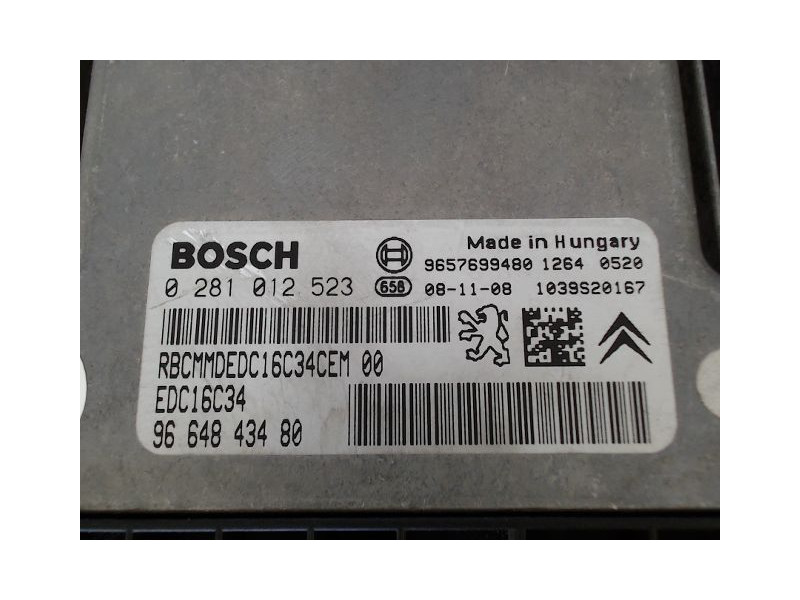 BOSCH
Made in Hungary
9657699480 1264 0520
0 281 012 523
658 08-11-08 1039S20167
RBCMMDEDC16C34CEM 00
EDC16C34
96 648 434 80